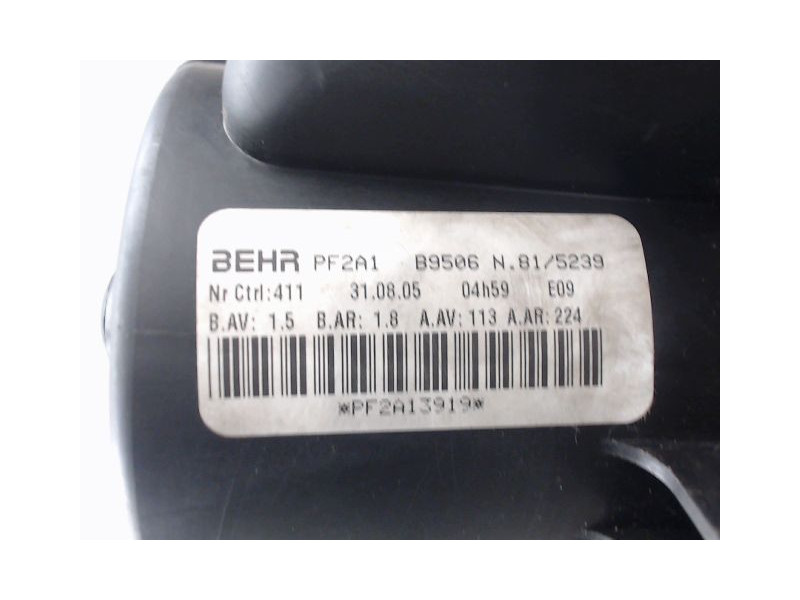 BEHR PF2A1 B9506 N.81/5239
Nr Ctrl:411 31.08.05 04h59 E09
B.AV: 1.5 B.AR: 1.8 A.AV: 113 A.AR: 224
*PF2A13919*